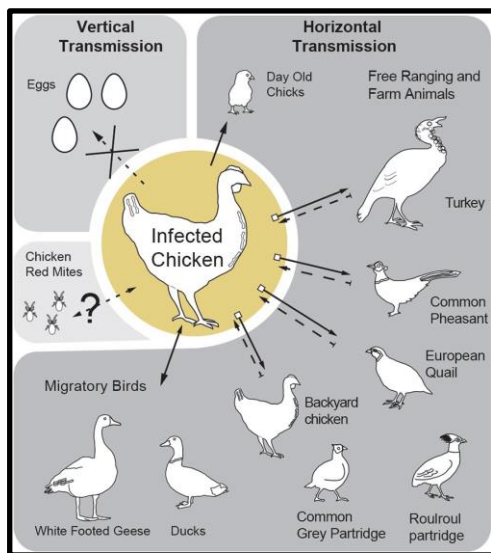 Vertical
Transmission
Eggs
Horizontal
Transmission
Day Old
Chicks
Free Ranging and
Farm Animals
Turkey
Infected
Chicken
Chicken
Red Mites
?
Common
Pheasant
European
Quail
Migratory Birds
Backyard
chicken
White Footed Geese
Ducks
Common
Grey Partridge
Roulroul
partridge